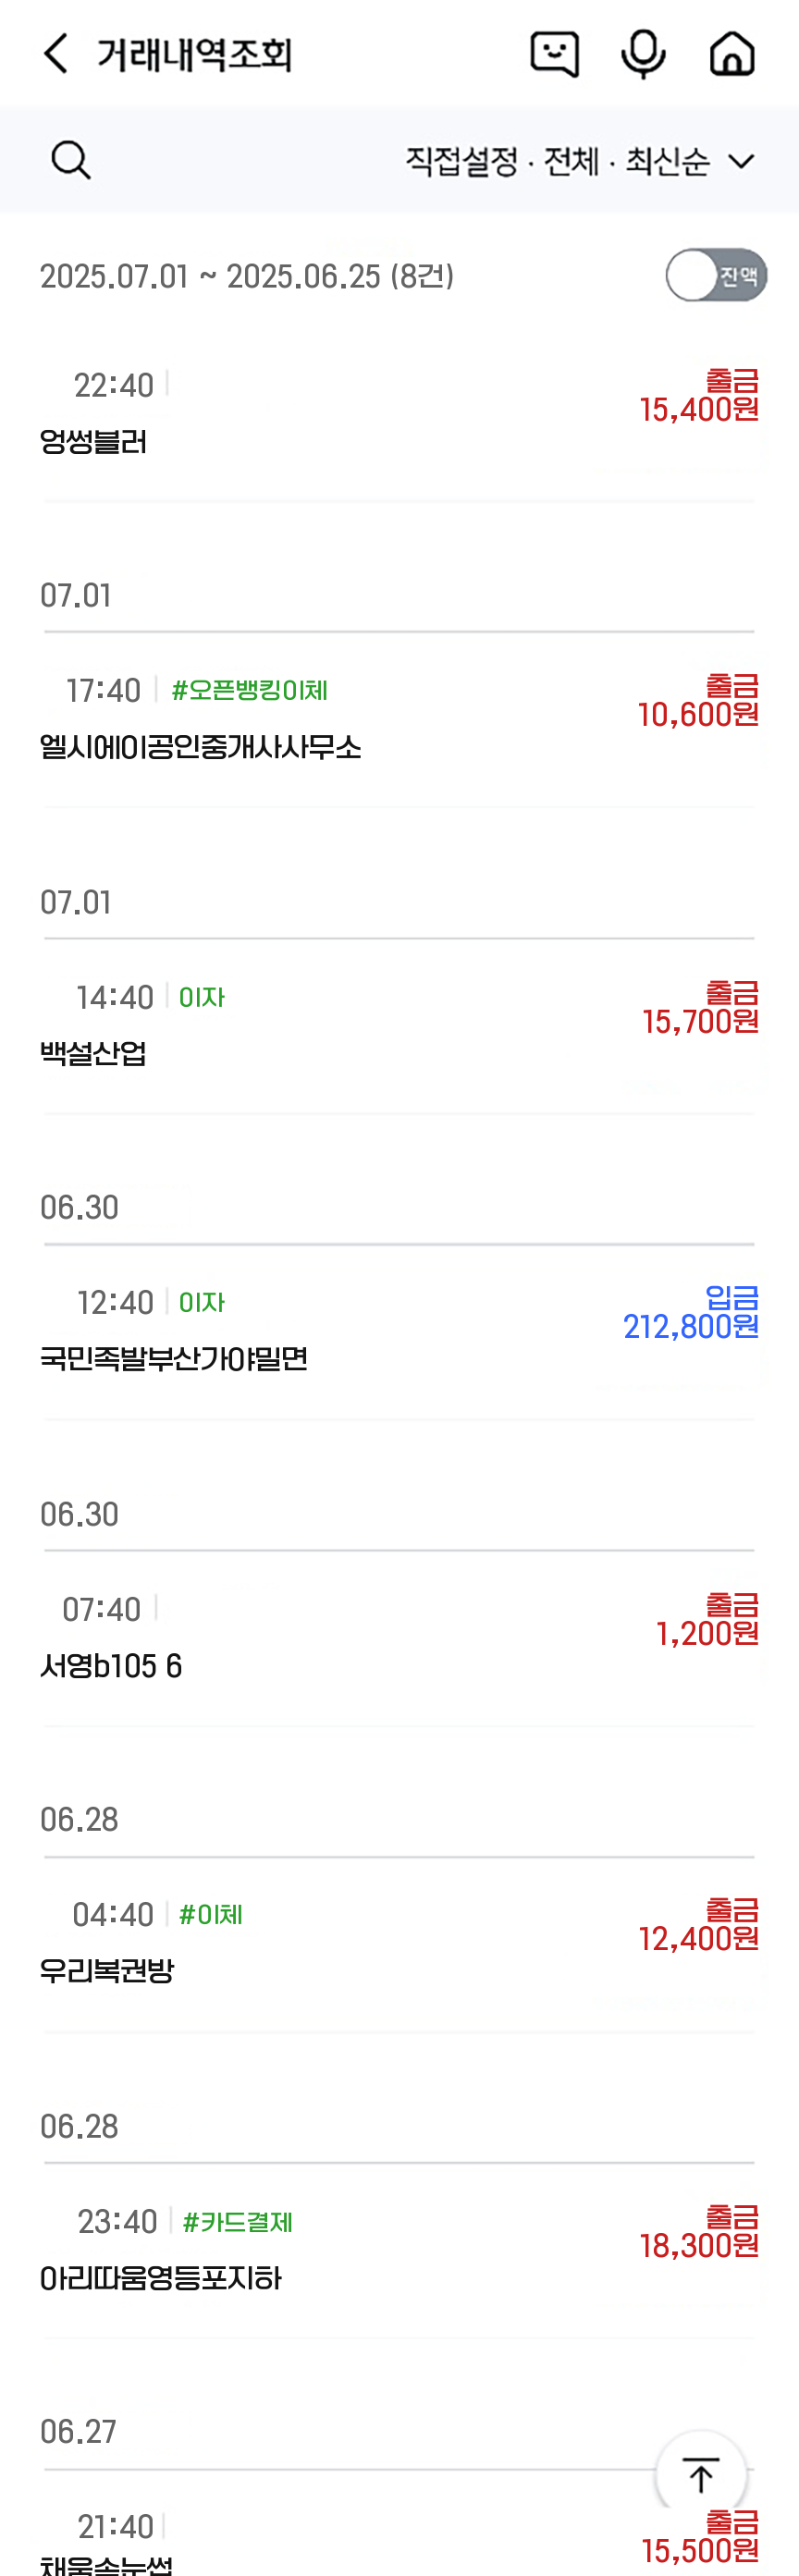 거래내역조회
직접설정 · 전체 · 최신순
2025.07.01 ~ 2025.06.25 (8건)
잔액
22:40
출금
15,400원
엉썽블러
07.01
17:40 #오픈뱅킹이체
출금
10,600원
엘시에이공인중개사사무소
07.01
14:40 이자
출금
15,700원
백설산업
06.30
12:40 이자
입금
212,800원
국민족발부산가야밀면
06.30
07:40
출금
1,200원
서영b105 6
06.28
04:40 #이체
출금
12,400원
우리복권방
06.28
23:40 #카드결제
출금
18,300원
아리따움영등포지하
06.27
21:40
출금
15,500원
채움속눈썹